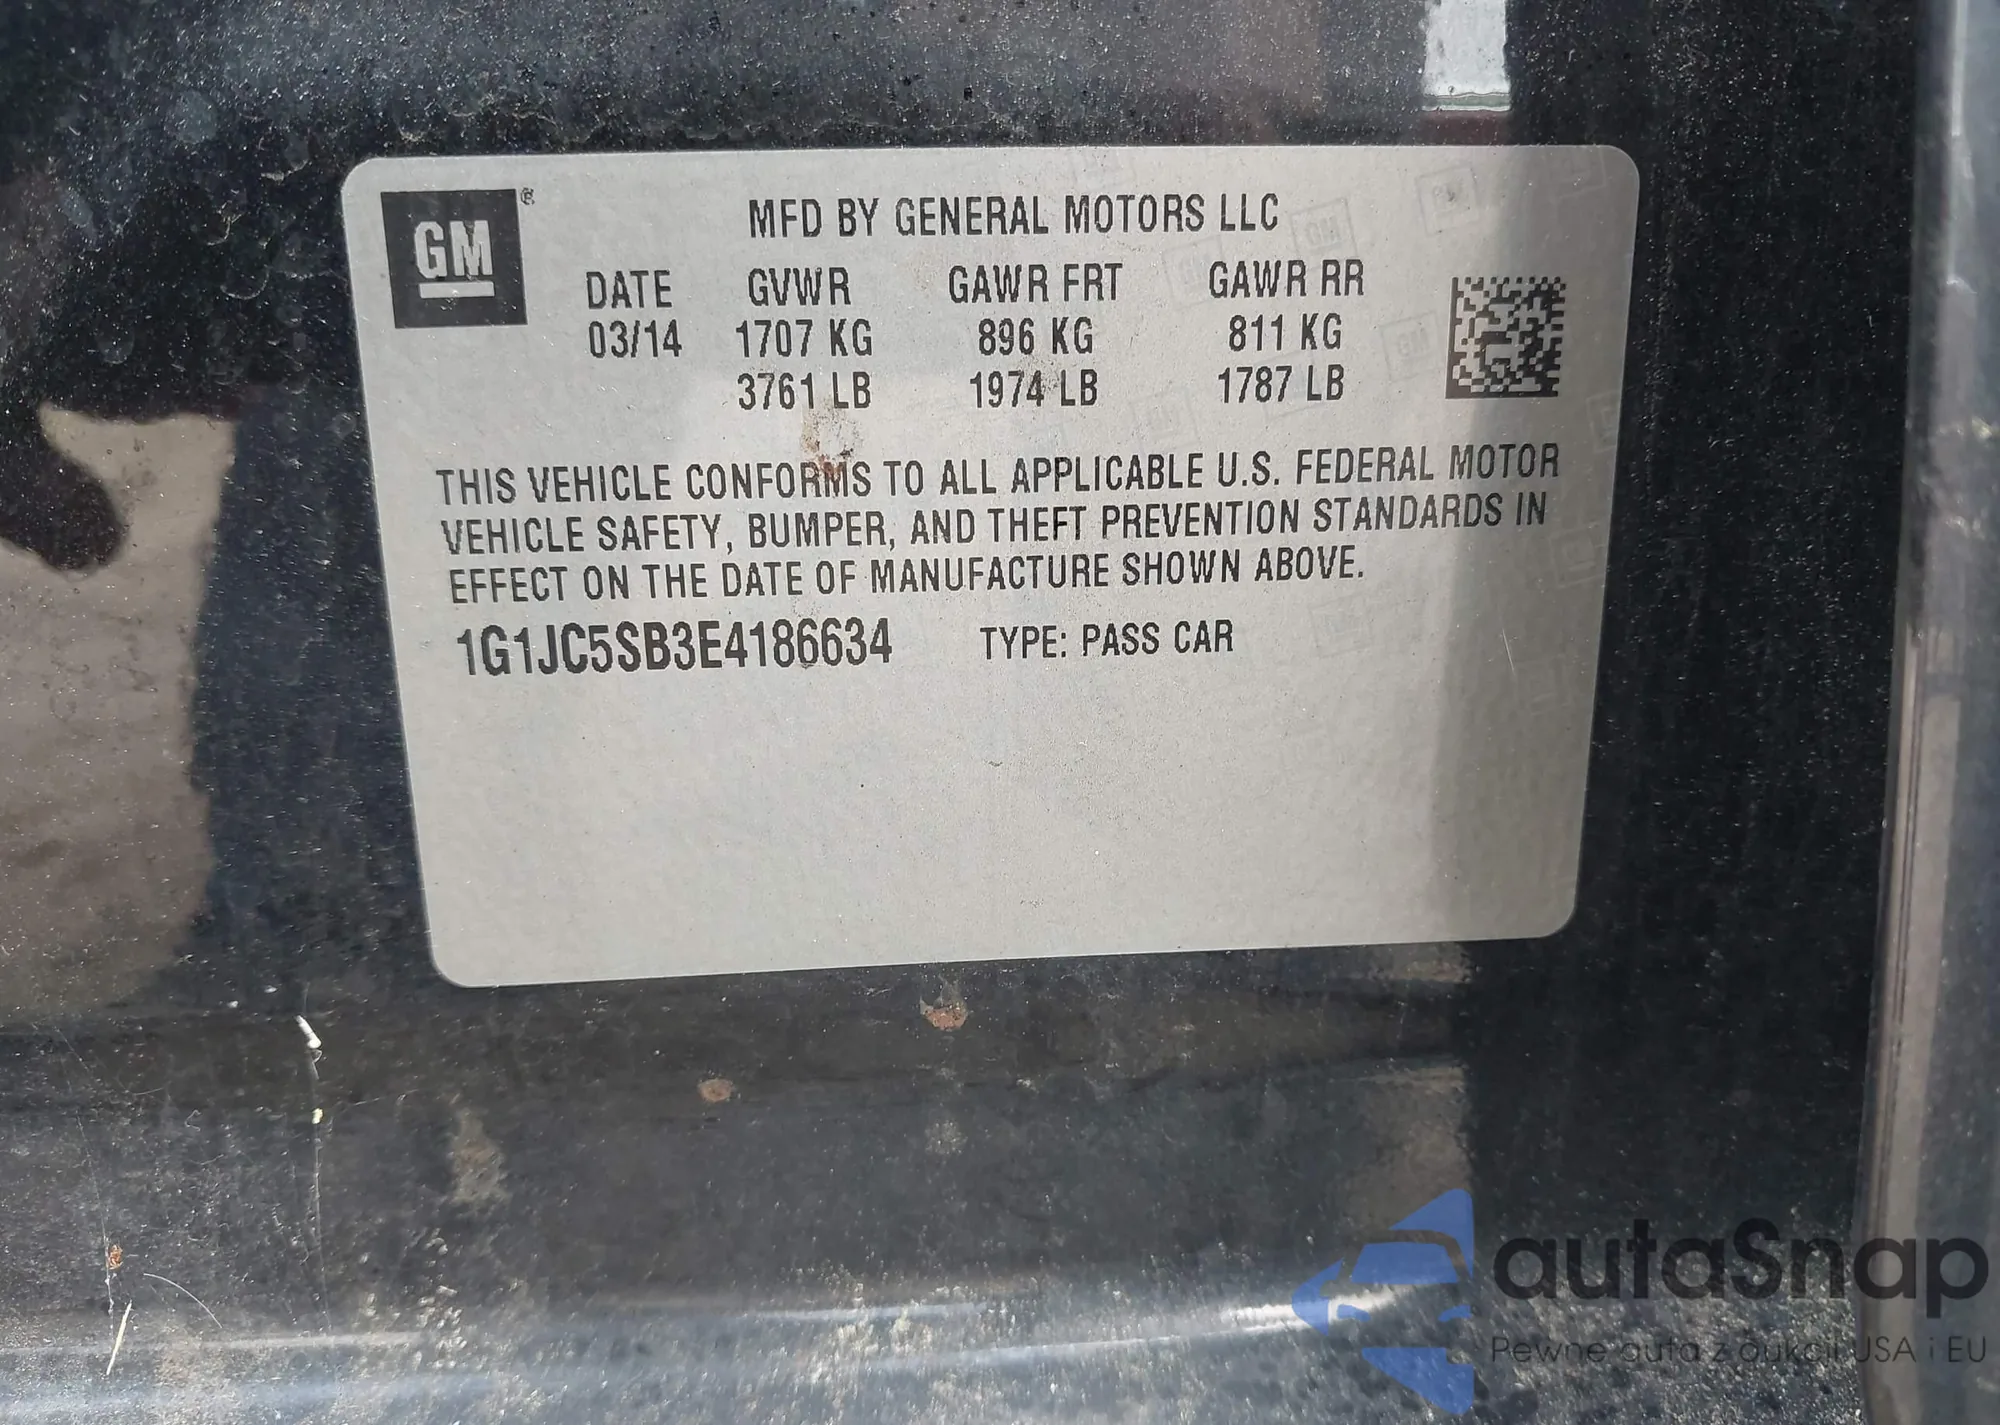 GM®
MFD BY GENERAL MOTORS LLC
DATE GVWR GAWR FRT GAWR RR
03/14 1707 KG 896 KG 811 KG
3761 LB 1974 LB 1787 LB
THIS VEHICLE CONFORMS TO ALL APPLICABLE U.S. FEDERAL MOTOR
VEHICLE SAFETY, BUMPER, AND THEFT PREVENTION STANDARDS IN
EFFECT ON THE DATE OF MANUFACTURE SHOWN ABOVE.
1G1JC5SB3E4186634 TYPE: PASS CAR
autaSnap
Pewne auta z aukcji USA i EU